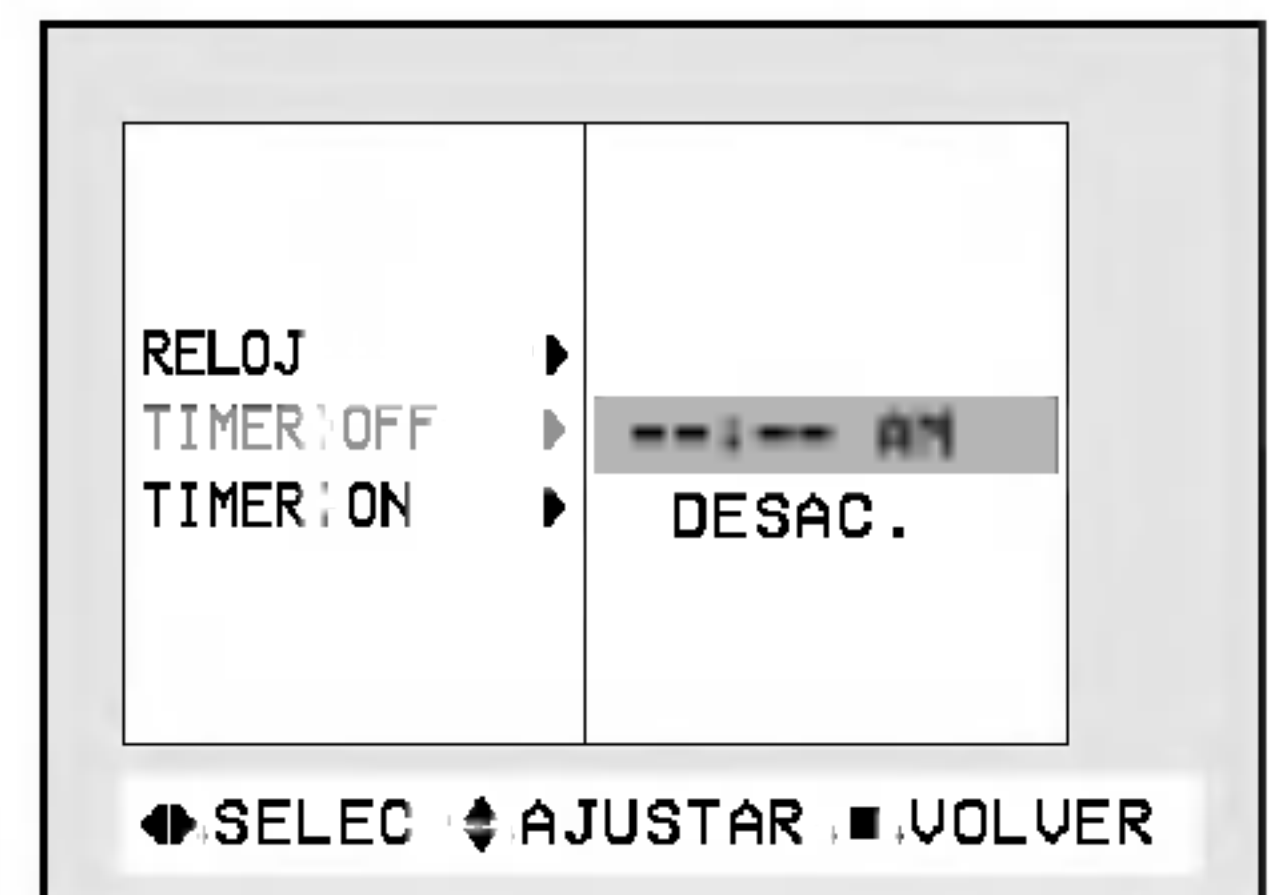 RELOJ
TIMER OFF
--:-- AM
TIMER ON
DESAC.
SELEC AJUSTAR VOLVER